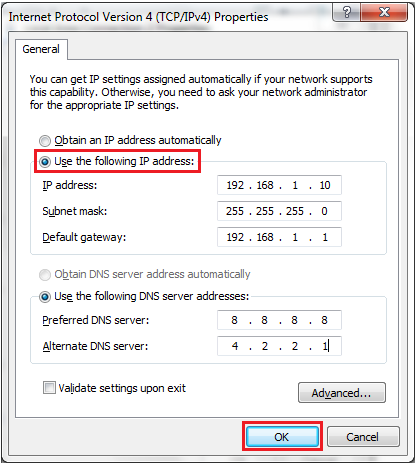 Internet Protocol Version 4 (TCP/IPv4) Properties
General
You can get IP settings assigned automatically if your network supports
this capability. Otherwise, you need to ask your network administrator
for the appropriate IP settings.
Obtain an IP address automatically
Use the following IP address:
IP address: 192 . 168 . 1 . 10
Subnet mask: 255 . 255 . 255 . 0
Default gateway: 192 . 168 . 1 . 1
Obtain DNS server address automatically
Use the following DNS server addresses:
Preferred DNS server: 8 . 8 . 8 . 8
Alternate DNS server: 4 . 2 . 2 . 1
Validate settings upon exit
Advanced...
OK Cancel